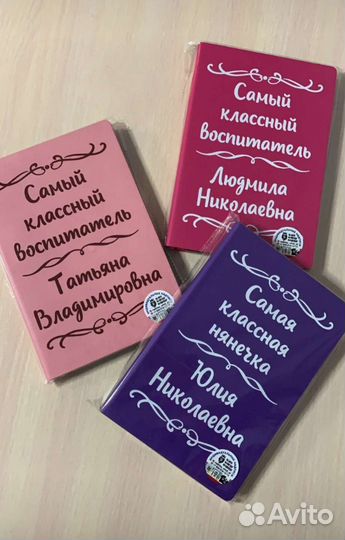 Самый
классный
воспитатель
Людмила
Николаевна
Самый
классный
воспитатель
Татьяна
Владимировна
Самая
классная
нянечка
Юлия
Николаевна
Avito